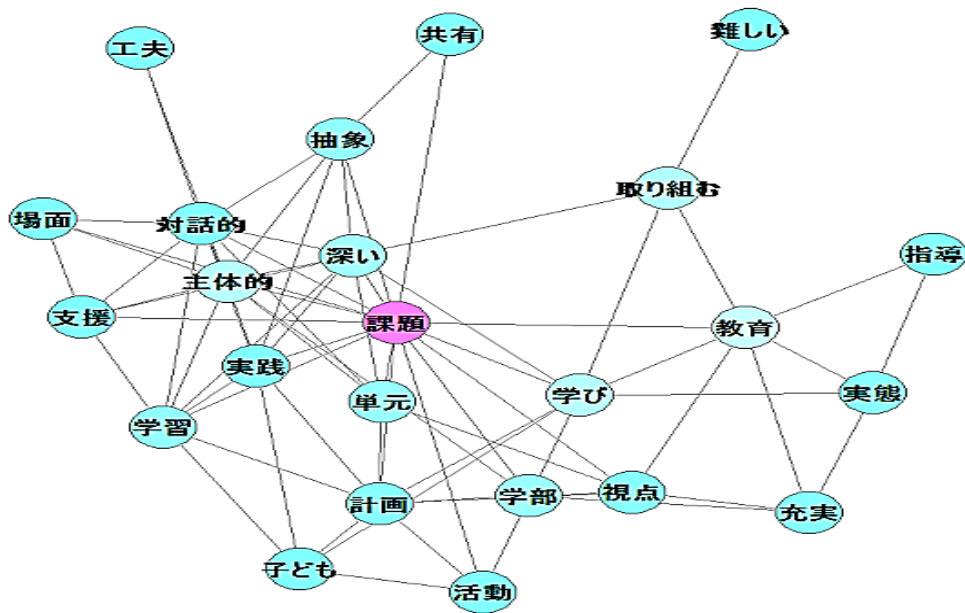 工夫
共有
難しい
抽象
取り組む
場面
対話的
深い
指導
主体的
支援
課題
教育
実践
単元
学び
実態
学習
計画
学部
視点
充実
子ども
活動